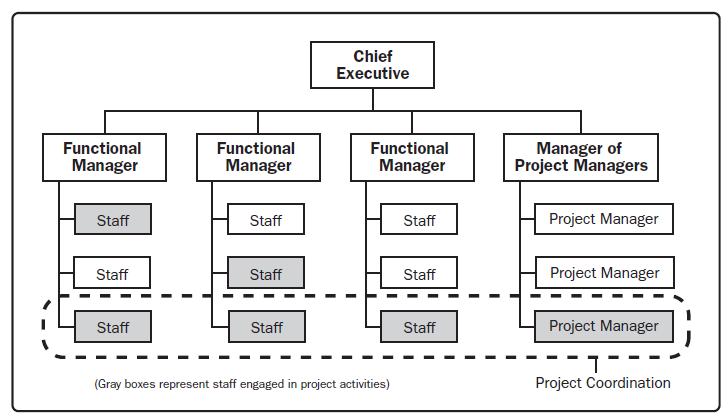 Chief
Executive
Functional
Manager
Functional
Manager
Functional
Manager
Manager of
Project Managers
Staff
Staff
Staff
Project Manager
Staff
Staff
Staff
Project Manager
Staff
Staff
Staff
Project Manager
(Gray boxes represent staff engaged in project activities)
Project Coordination